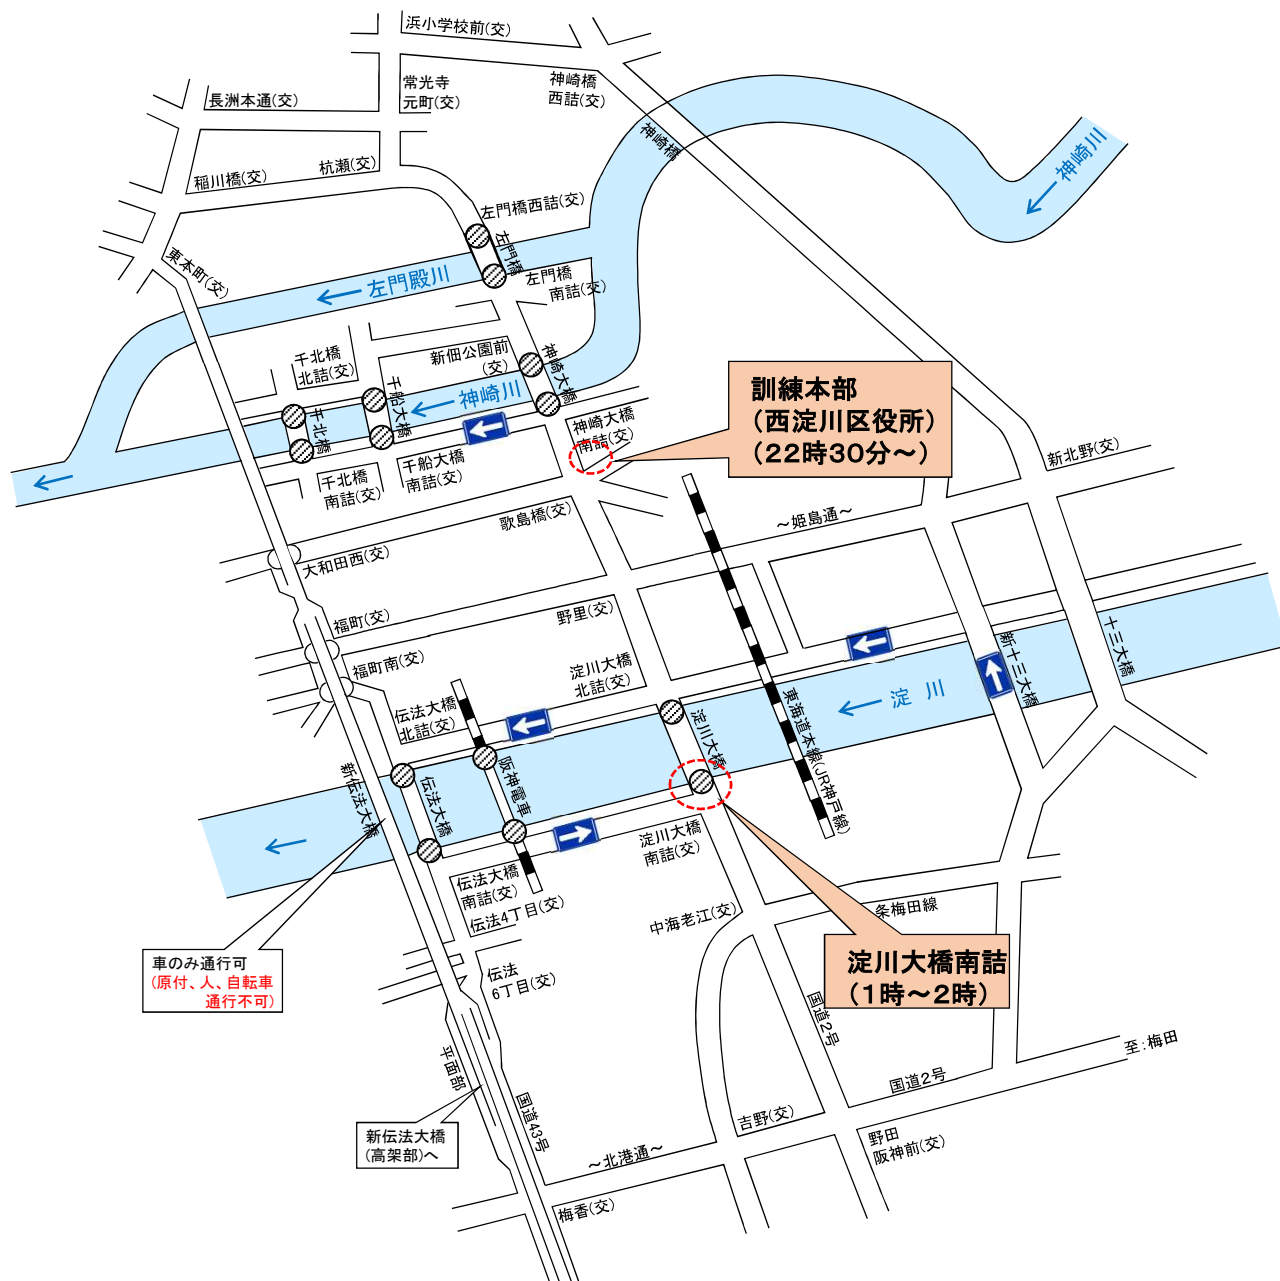 浜小学校前(交)
常光寺
元町(交)
神崎橋
西詰(交)
長洲本通(交)
神崎橋
神崎川
杭瀬(交)
稲川橋(交)
左門橋西詰(交)
左門橋
東本町(交)
左門殿川
左門橋
南詰(交)
千北橋
北詰(交)
新佃公園前
(交)
神崎大橋
千船大橋
神崎川
千北橋
神崎大橋
南詰(交)
訓練本部
(西淀川区役所)
(22時30分~)
千北橋
南詰(交)
千船大橋
南詰(交)
新北野(交)
歌島橋(交)
~姫島通~
大和田西(交)
福町(交)
野里(交)
福町南(交)
淀川大橋
北詰(交)
十三大橋
新十三大橋
淀 川
東海道本線(JR神戸線)
伝法大橋
北詰(交)
淀川大橋
新伝法大橋
伝法大橋
阪神電車
淀川大橋
南詰(交)
伝法大橋
南詰(交)
伝法4丁目(交)
中海老江(交)
条梅田線
車のみ通行可
(原付、人、自転車
通行不可)
伝法
6丁目(交)
淀川大橋南詰
(1時~2時)
国道2号
平面部
国道43号
国道2号
至:梅田
新伝法大橋
(高架部)へ
吉野(交)
野田
阪神前(交)
~北港通~
梅香(交)